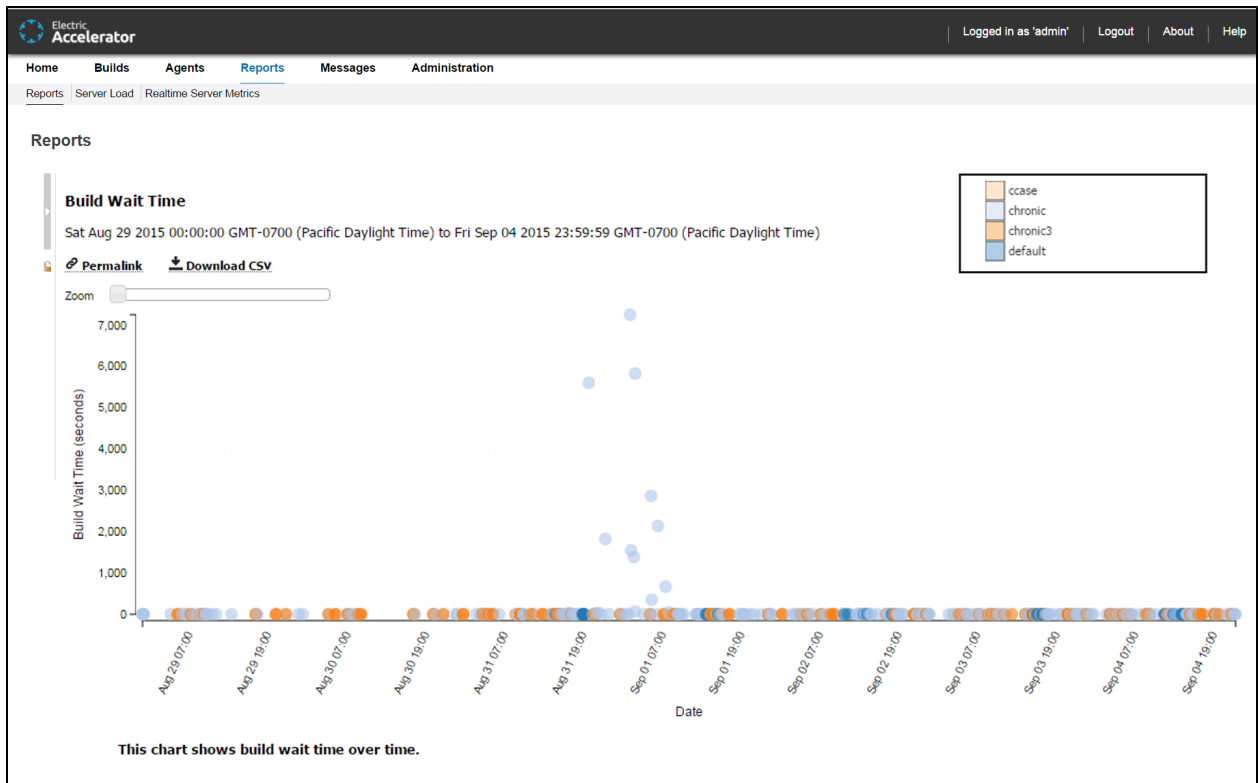 Electric
Accelerator
Logged in as 'admin' Logout About Help
Home Builds Agents Reports Messages Administration
Reports Server Load Realtime Server Metrics
Reports
Build Wait Time
Sat Aug 29 2015 00:00:00 GMT-0700 (Pacific Daylight Time) to Fri Sep 04 2015 23:59:59 GMT-0700 (Pacific Daylight Time)
Permalink Download CSV
Zoom
ccase
chronic
chronic3
default
7,000
6,000
5,000
4,000
3,000
2,000
1,000
0
Build Wait Time (seconds)
Aug 29 07:00
Aug 29 19:00
Aug 30 07:00
Aug 30 19:00
Aug 31 07:00
Aug 31 19:00
Sep 01 07:00
Sep 01 19:00
Sep 02 07:00
Sep 02 19:00
Sep 03 07:00
Sep 03 19:00
Sep 04 07:00
Sep 04 19:00
Date
This chart shows build wait time over time.